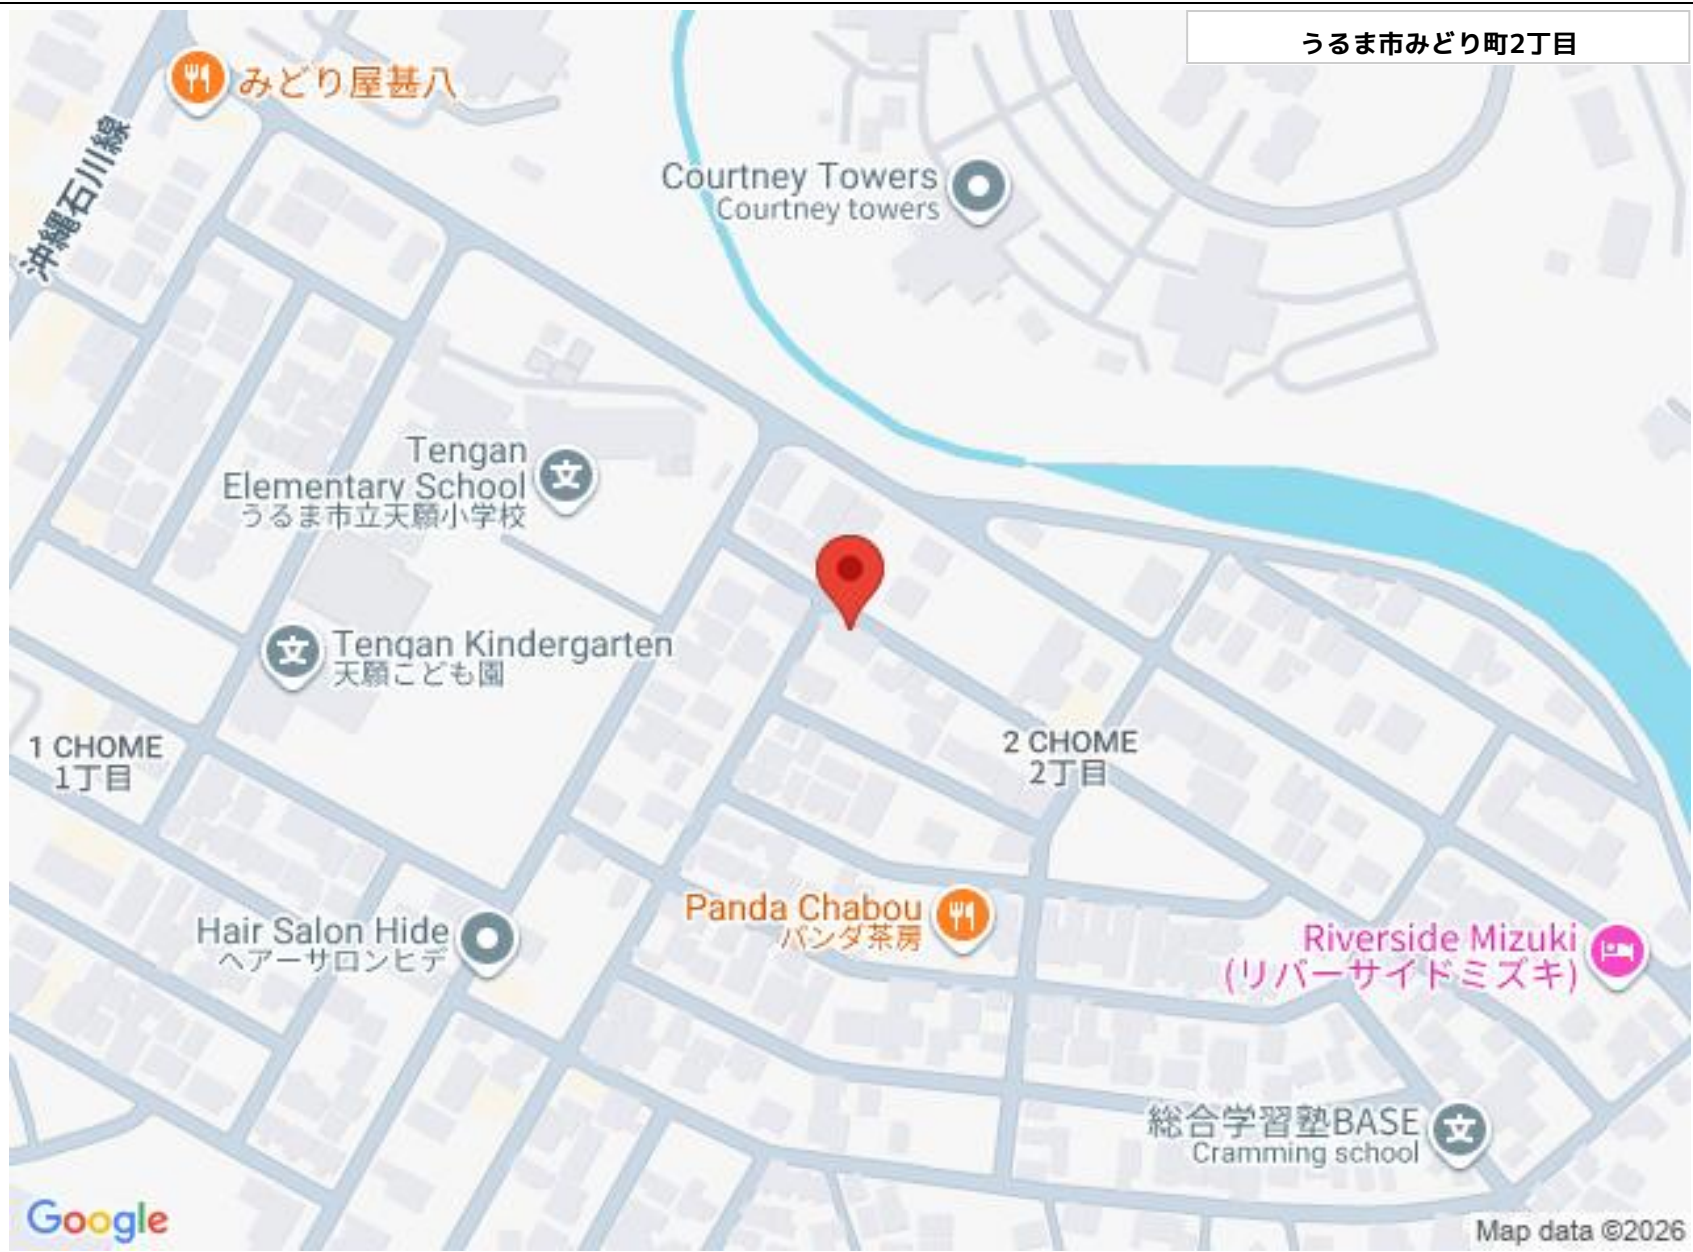 うるま市みどり町2丁目
みどり屋甚八
沖縄石川線
Courtney Towers
Courtney towers
Tengan
Elementary School
うるま市立天願小学校
Tengan Kindergarten
天願こども園
1 CHOME
1丁目
2 CHOME
2丁目
Panda Chabou
パンダ茶房
Hair Salon Hide
ヘアーサロンヒデ
Riverside Mizuki
(リバーサイドミズキ)
総合学習塾BASE
Cramming school
Google
Map data ©2026